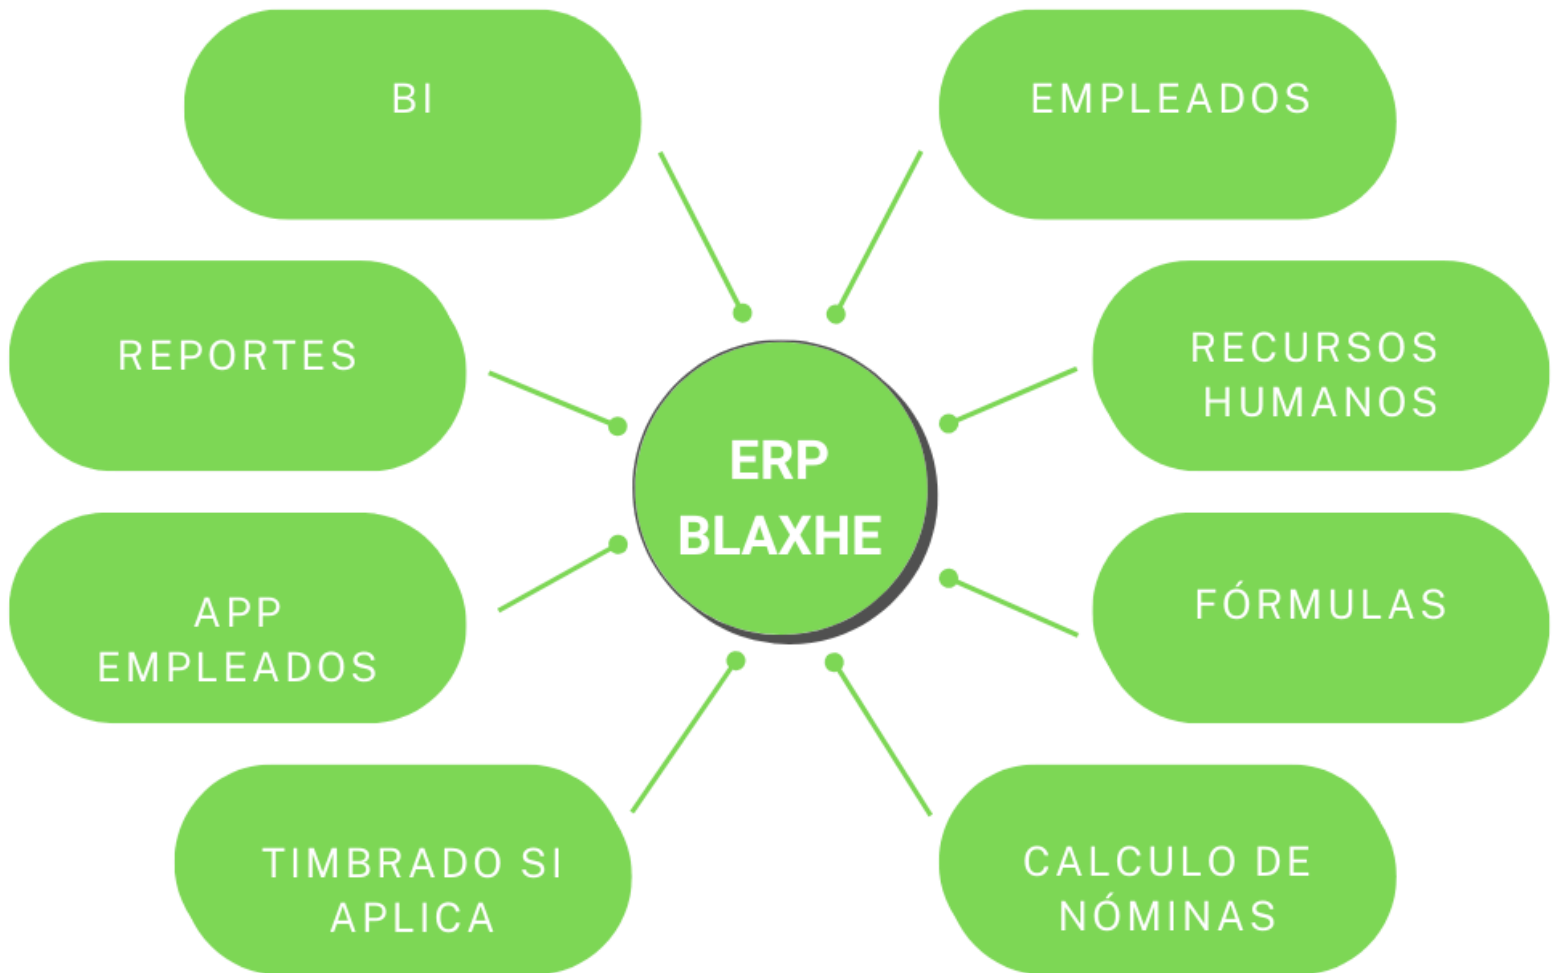 BI
EMPLEADOS
REPORTES
RECURSOS
HUMANOS
ERP
BLAXHE
APP
EMPLEADOS
FÓRMULAS
TIMBRADO SI
APLICA
CALCULO DE
NÓMINAS